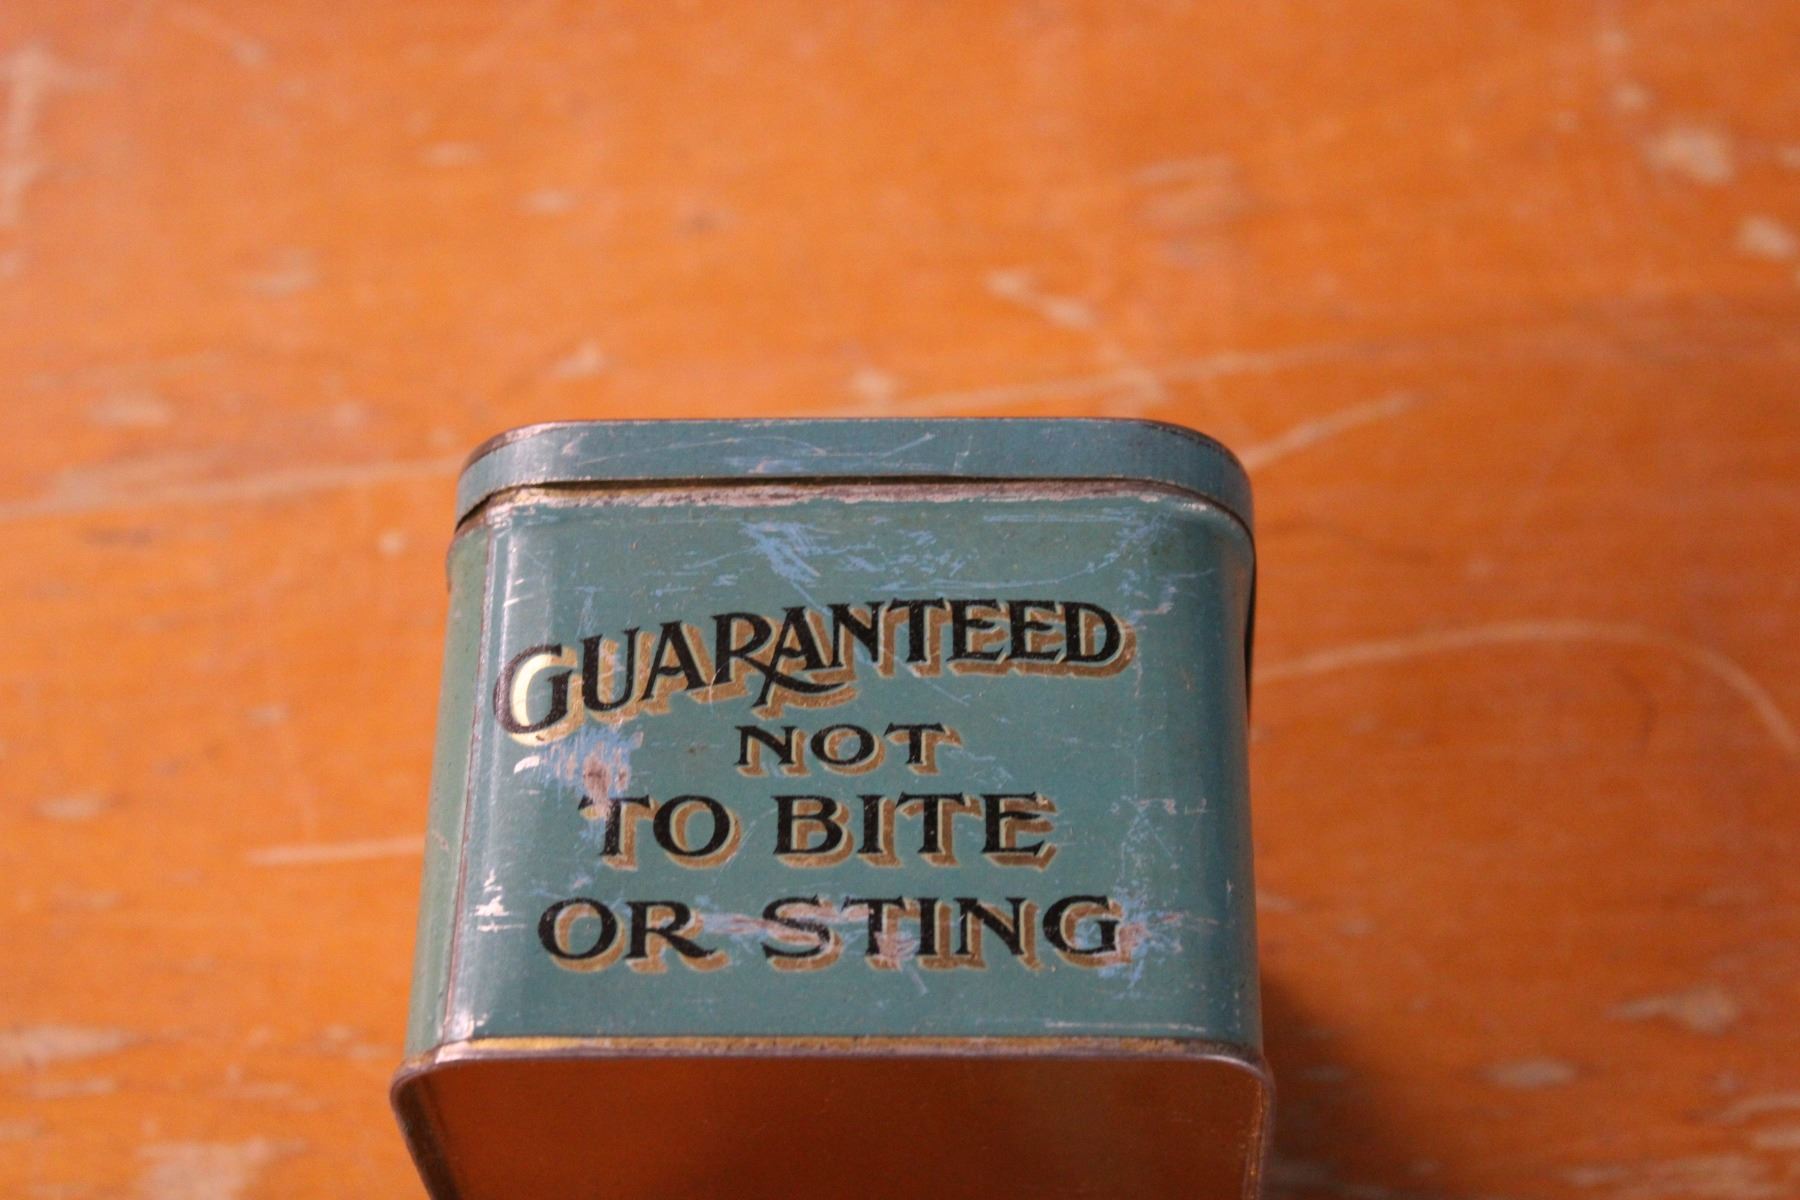 GUARANTEED
NOT
TO BITE
OR STING